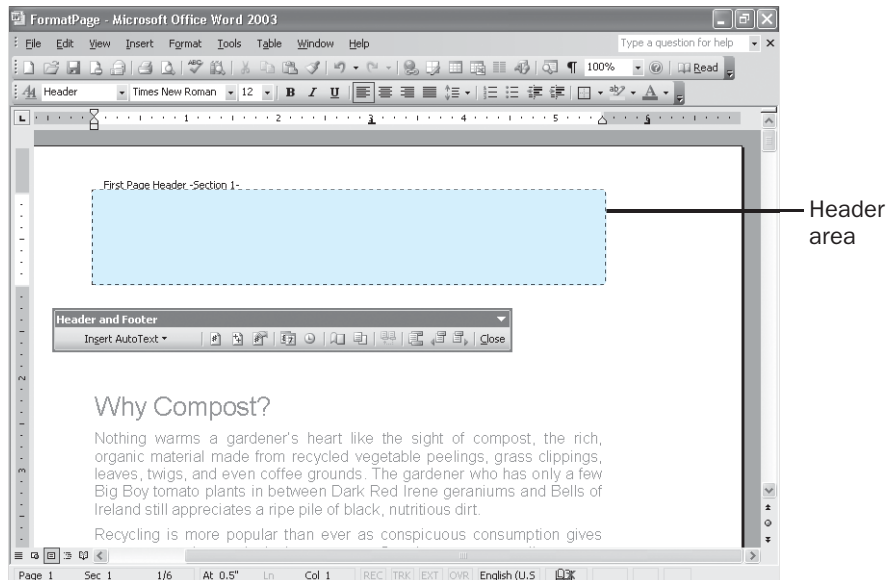 FormatPage - Microsoft Office Word 2003
File Edit View Insert Format Tools Table Window Help Type a question for help
100% Read
Header Times New Roman 12 B I U
1 2 3 4 5 6
First Page Header -Section 1-
Header
area
Header and Footer
Insert AutoText Close
Why Compost?
Nothing warms a gardener's heart like the sight of compost, the rich,
organic material made from recycled vegetable peelings, grass clippings,
leaves, twigs, and even coffee grounds. The gardener who has only a few
Big Boy tomato plants in between Dark Red Irene geraniums and Bells of
Ireland still appreciates a ripe pile of black, nutritious dirt.
Recycling is more popular than ever as conspicuous consumption gives
Page 1 Sec 1 1/6 At 0.5" Ln Col 1 REC TRK EXT OVR English (U.S